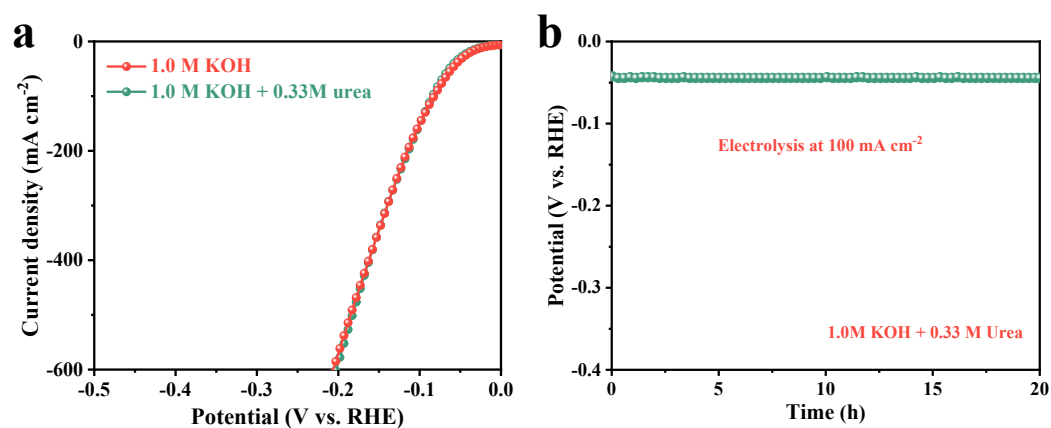 a
1.0 M KOH
1.0 M KOH + 0.33M urea
Current density (mA cm⁻²)
0
-200
-400
-600
-0.5 -0.4 -0.3 -0.2 -0.1 0.0
Potential (V vs. RHE)
b
Electrolysis at 100 mA cm⁻²
1.0M KOH + 0.33 M Urea
Potential (V vs. RHE)
0.0
-0.1
-0.2
-0.3
-0.4
0 5 10 15 20
Time (h)